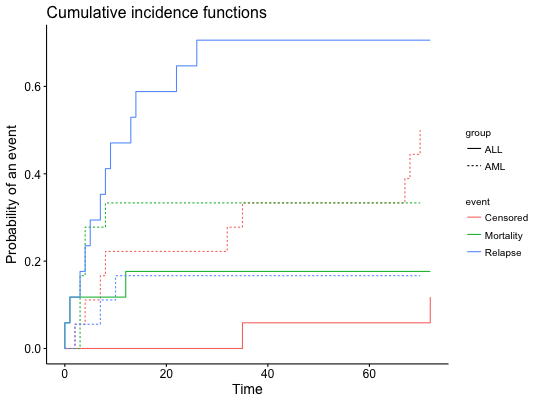 Cumulative incidence functions
Probability of an event
0.6
0.4
0.2
0.0
0
20
40
60
Time
group
ALL
AML
event
Censored
Mortality
Relapse